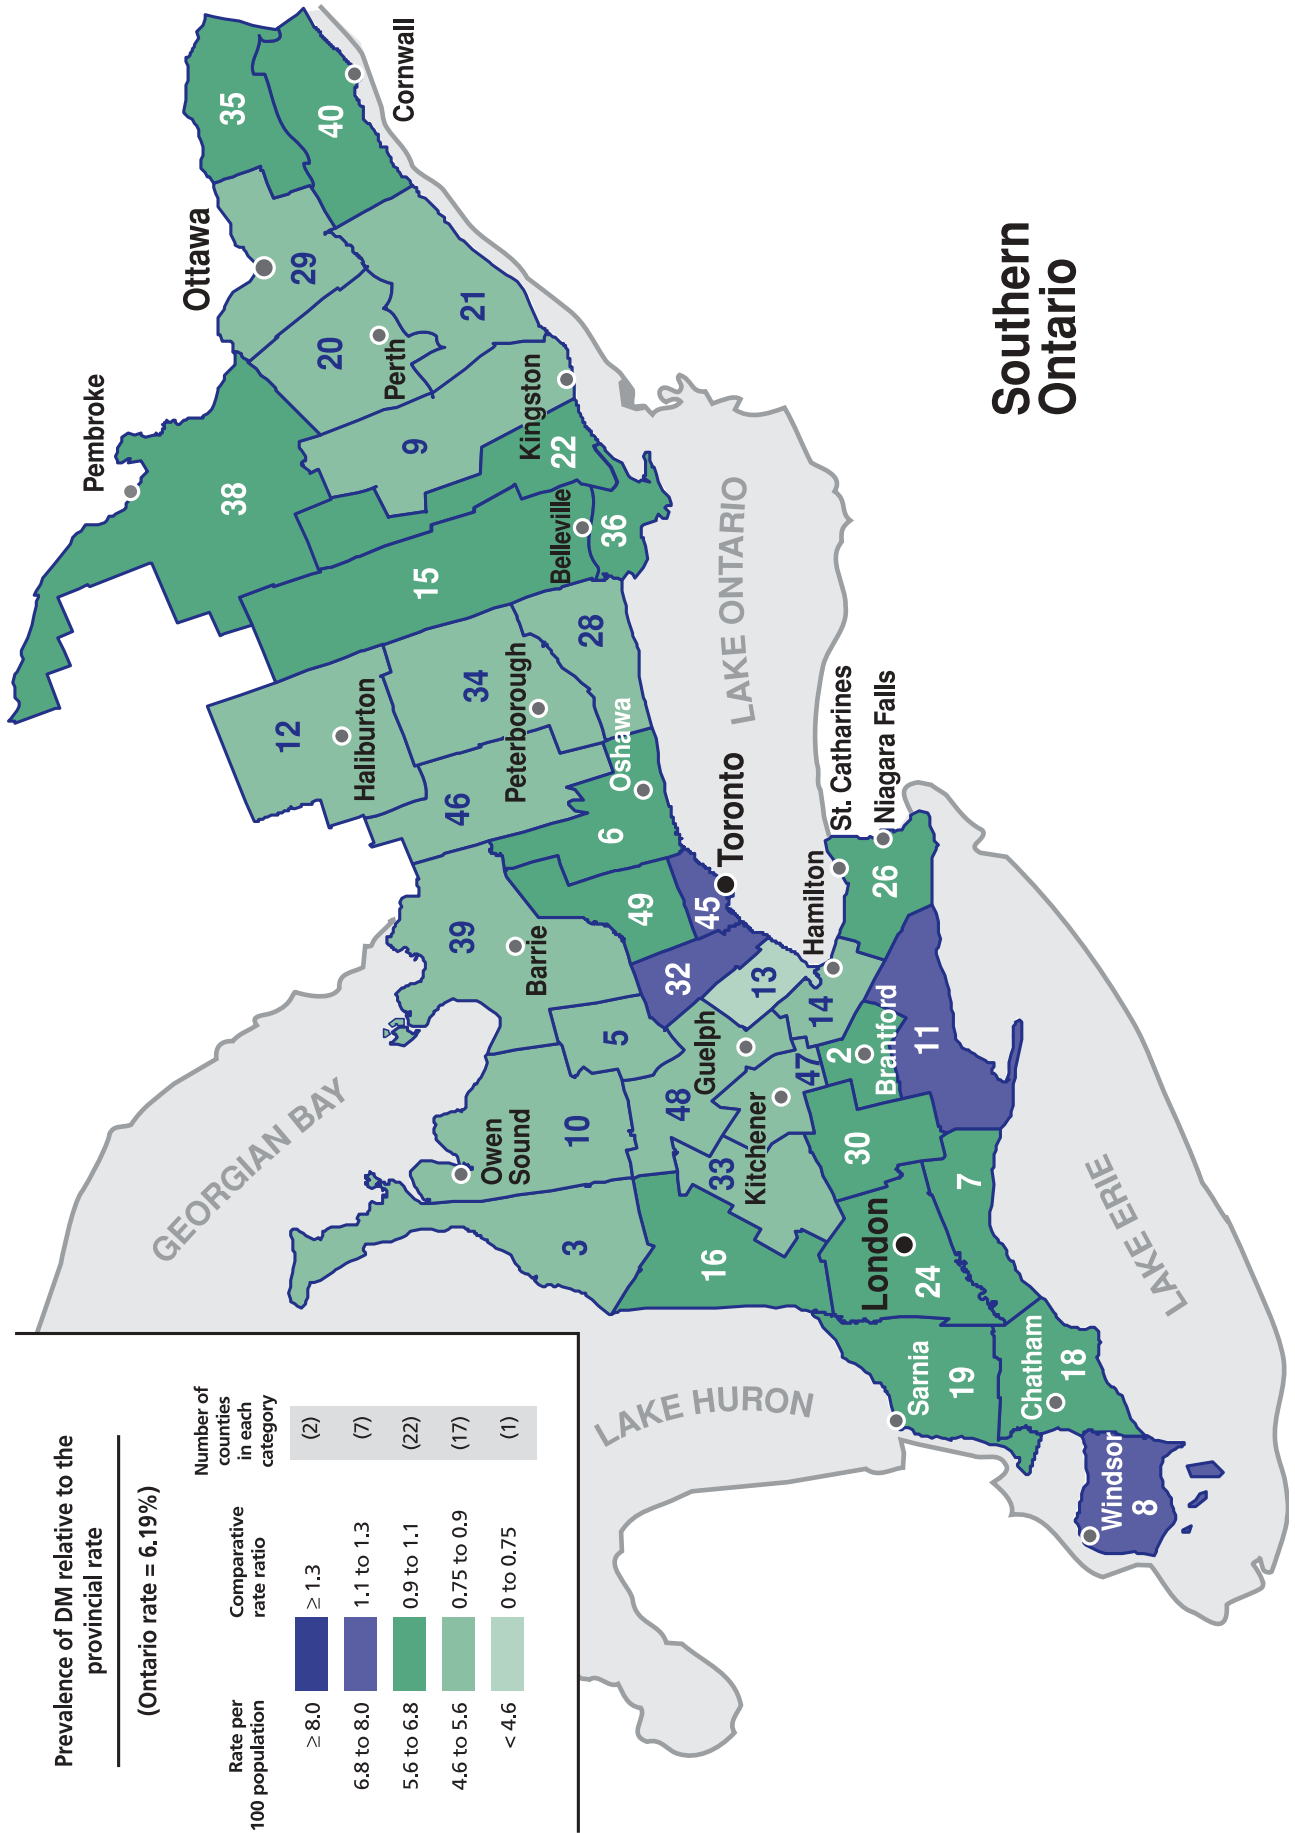 Prevalence of DM relative to the
provincial rate
(Ontario rate = 6.19%)
Rate per
100 population
Comparative
rate ratio
Number of
counties
in each
category
≥ 8.0 ≥ 1.3 (2)
6.8 to 8.0 1.1 to 1.3 (7)
5.6 to 6.8 0.9 to 1.1 (22)
4.6 to 5.6 0.75 to 0.9 (17)
< 4.6 0 to 0.75 (1)
Southern
Ontario
GEORGIAN BAY
LAKE HURON
LAKE ERIE
LAKE ONTARIO
Pembroke
38
Ottawa
29
35
40
Cornwall
20
Perth
21
9
Kingston
22
15
Belleville
36
12
Haliburton
34
Peterborough
28
46
Oshawa
6
39
Barrie
49
45
Toronto
32
13
5
Owen
Sound
10
3
48
Guelph
47
33
Kitchener
16
14
Hamilton
St. Catharines
Niagara Falls
26
2
Brantford
11
30
7
London
24
Sarnia
19
Chatham
18
Windsor
8